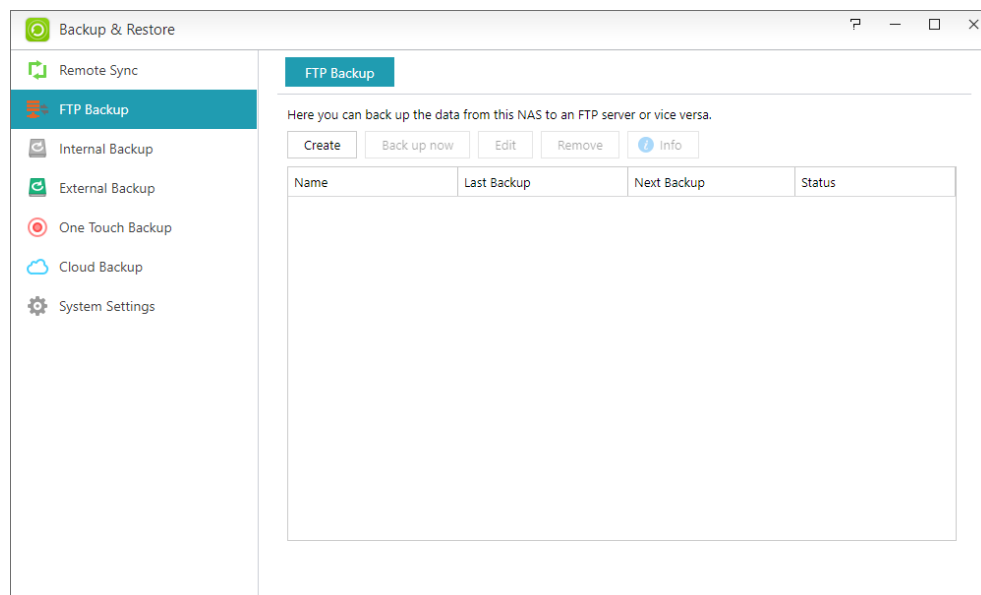 Backup & Restore
Remote Sync
FTP Backup
Internal Backup
External Backup
One Touch Backup
Cloud Backup
System Settings
FTP Backup
Here you can back up the data from this NAS to an FTP server or vice versa.
Create Back up now Edit Remove Info
Name Last Backup Next Backup Status